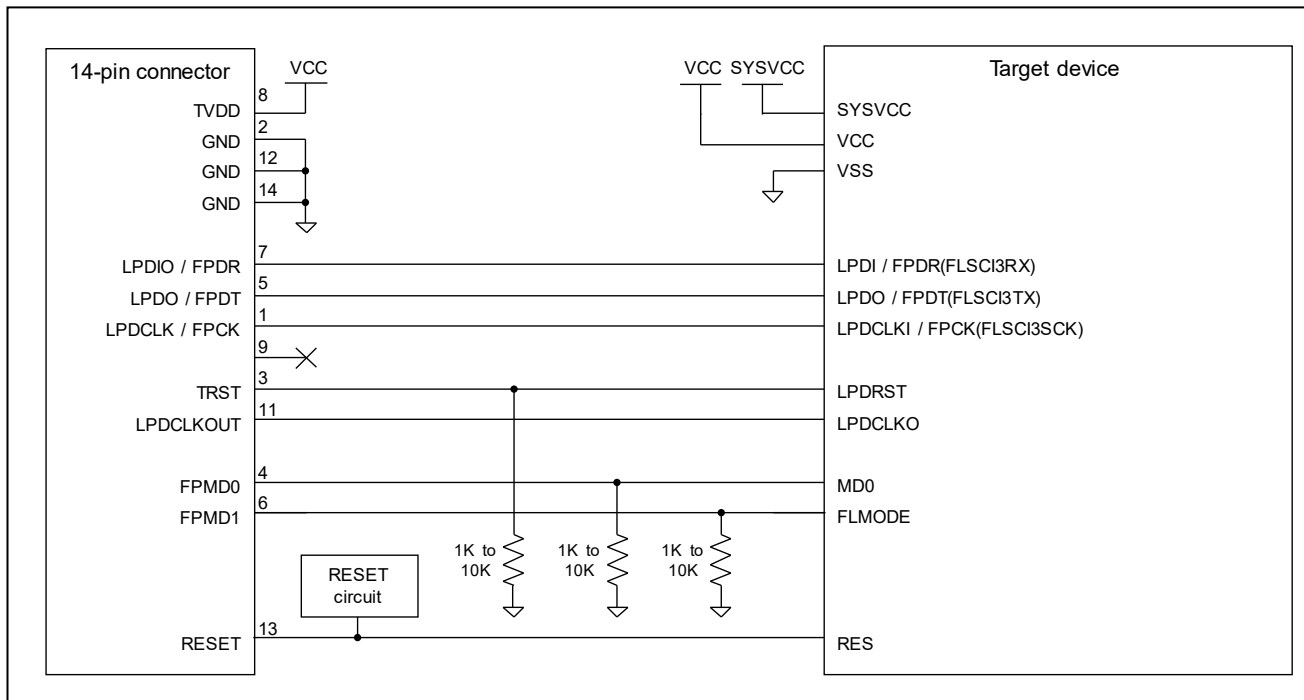 14-pin connector
VCC
VCC
SYSVCC
Target device
8
TVDD
SYSVCC
2
GND
VCC
12
GND
VSS
14
GND
7
LPDIO / FPDR
LPDI / FPDR(FLSCI3RX)
5
LPDO / FPDT
LPDO / FPDT(FLSCI3TX)
1
LPDCLK / FPCK
LPDCLKI / FPCK(FLSCI3SCK)
9
3
TRST
LPDRST
11
LPDCLKOUT
LPDCLKO
4
FPMD0
MD0
6
FPMD1
FLMODE
1K to
10K
1K to
10K
1K to
10K
RESET
circuit
13
RESET
RES